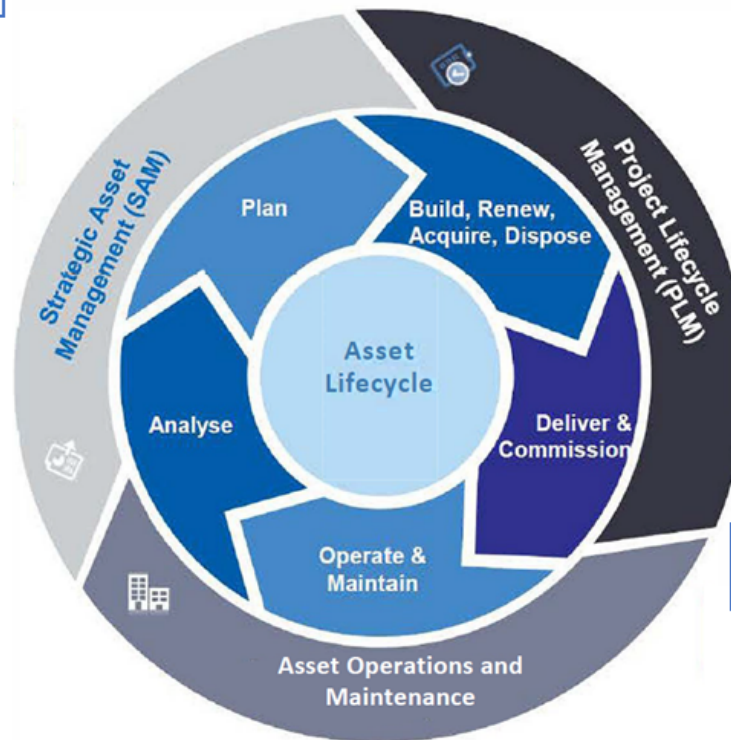 Strategic Asset
Management (SAM)
Project Lifecycle
Management (PLM)
Plan
Build, Renew,
Acquire, Dispose
Asset
Lifecycle
Analyse
Deliver &
Commission
Operate &
Maintain
Asset Operations and
Maintenance